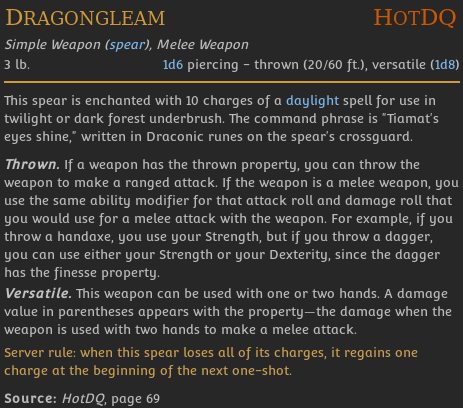 Dragongleam HotDQ
Simple Weapon (spear), Melee Weapon
3 lb. 1d6 piercing - thrown (20/60 ft.), versatile (1d8)
This spear is enchanted with 10 charges of a daylight spell for use in
twilight or dark forest underbrush. The command phrase is "Tiamat's
eyes shine," written in Draconic runes on the spear's crossguard.
Thrown. If a weapon has the thrown property, you can throw the
weapon to make a ranged attack. If the weapon is a melee weapon, you
use the same ability modifier for that attack roll and damage roll that
you would use for a melee attack with the weapon. For example, if you
throw a handaxe, you use your Strength, but if you throw a dagger,
you can use either your Strength or your Dexterity, since the dagger
has the finesse property.
Versatile. This weapon can be used with one or two hands. A damage
value in parentheses appears with the property—the damage when the
weapon is used with two hands to make a melee attack.
Server rule: when this spear loses all of its charges, it regains one
charge at the beginning of the next one-shot.
Source: HotDQ, page 69